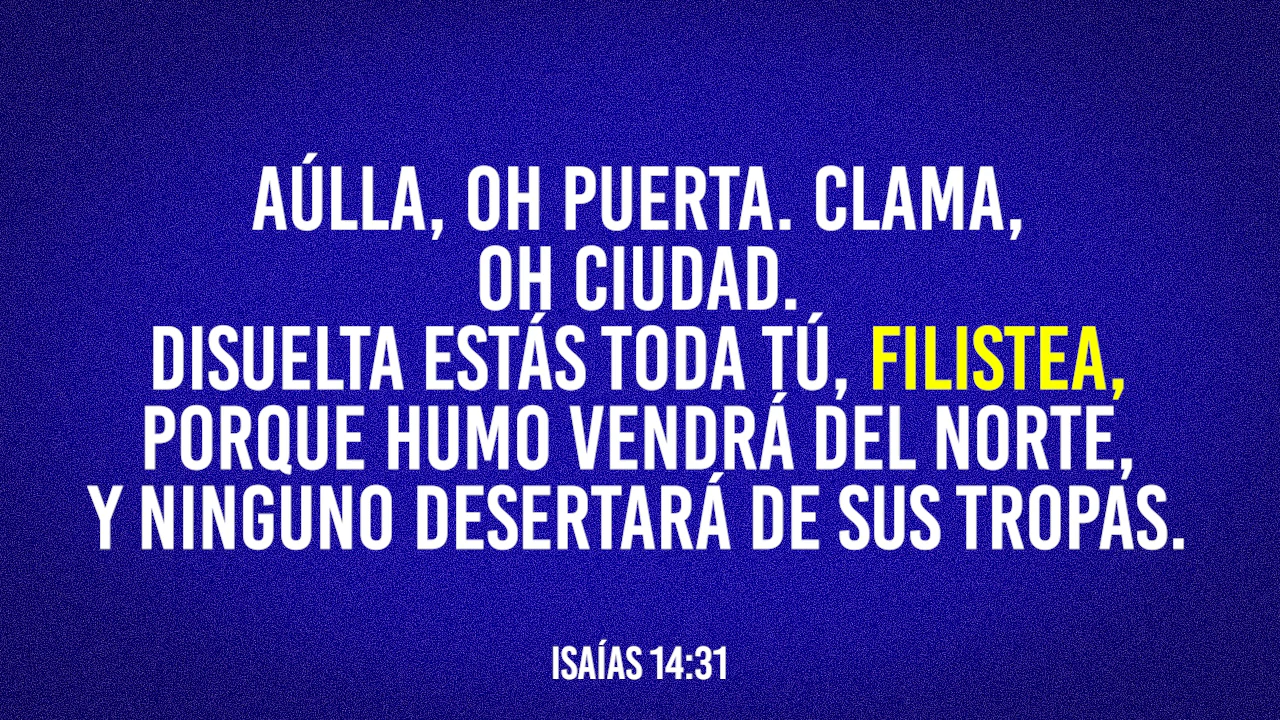 AÚLLA, OH PUERTA. CLAMA,
OH CIUDAD.
DISUELTA ESTÁS TODA TÚ, FILISTEA,
PORQUE HUMO VENDRÁ DEL NORTE,
Y NINGUNO DESERTARÁ DE SUS TROPAS.
ISAÍAS 14:31